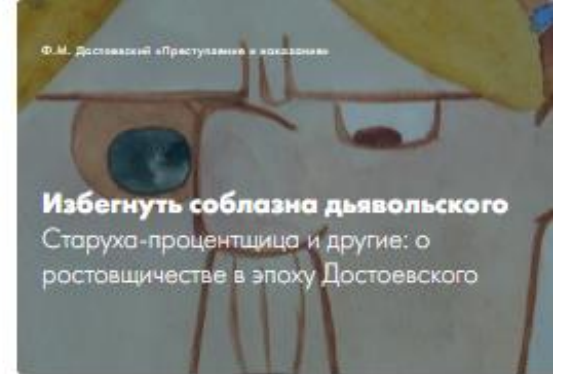 Ф.М. Достоевский «Преступление и наказание»
Избегнуть соблазна дьявольского
Старуха-процентщица и другие: о
ростовщичестве в эпоху Достоевского